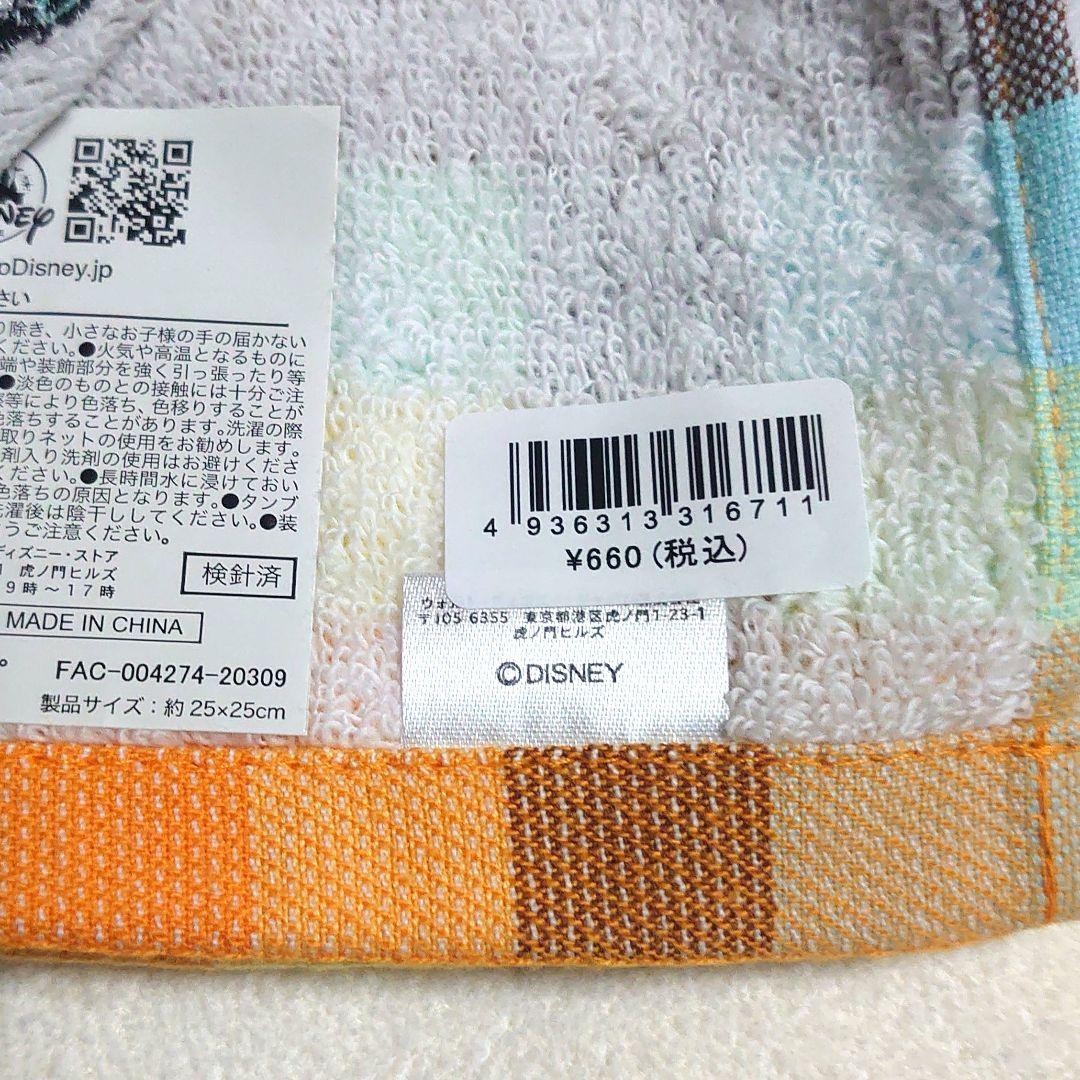 Disney.jp
さい
り除き、小さなお子様の手の届かない
ください。●火気や高温となるものに
端や装飾部分を強く引っ張ったり等
●淡色のものとの接触には十分ご注
等により色落ち、色移りすることが
色落ちすることがあります。洗濯の際
取りネットの使用をお勧めします。
剤入り洗剤の使用はお避けくださ
ください。●長時間水に浸けておい
色落ちの原因となります。●タンブ
洗濯後は陰干ししてください。●装
うご注意ください。
ディズニー・ストア
1 虎ノ門ヒルズ
9時～17時
検針済
MADE IN CHINA
。
FAC-004274-20309
製品サイズ：約25×25cm
4 936313 316711
¥660(税込)
〒105 6355 東京都港区虎ノ門1-23-1
虎ノ門ヒルズ
©DISNEY